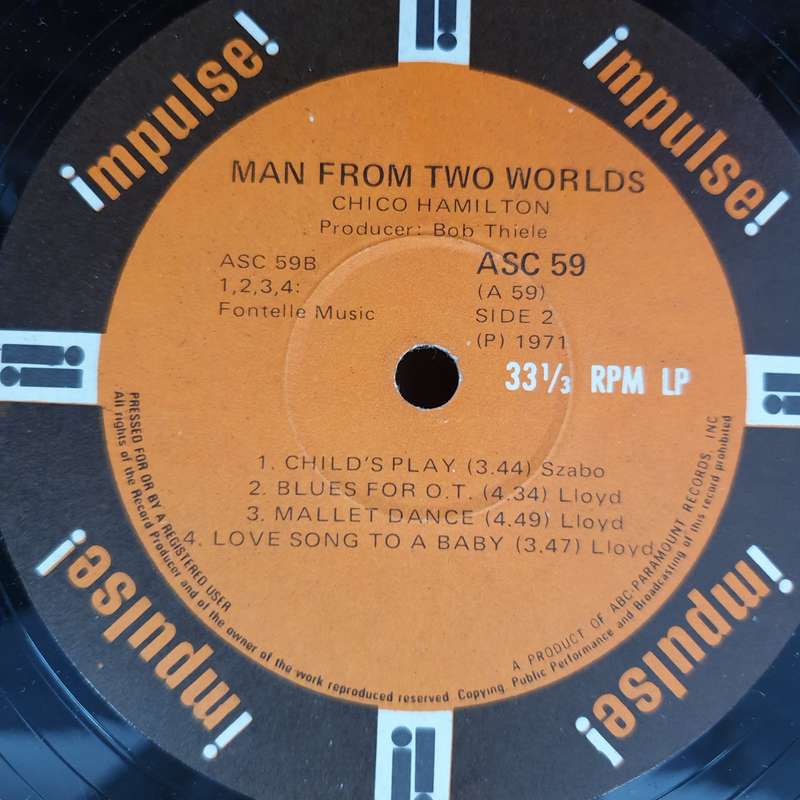 impulse!
impulse!
MAN FROM TWO WORLDS
CHICO HAMILTON
Producer: Bob Thiele
ASC 59B
1,2,3,4:
Fontelle Music
ASC 59
(A 59)
SIDE 2
(P) 1971
33⅓ RPM LP
1. CHILD'S PLAY (3.44) Szabo
2. BLUES FOR O.T. (4.34) Lloyd
3. MALLET DANCE (4.49) Lloyd
4. LOVE SONG TO A BABY (3.47) Lloyd
PRESSED FOR OR BY A REGISTERED USER
A PRODUCT OF ABC-PARAMOUNT RECORDS, INC
All rights of the Record Producer and of the owner of the work reproduced reserved. Copying, Public Performance and Broadcasting of this record prohibited
impulse!
impulse!